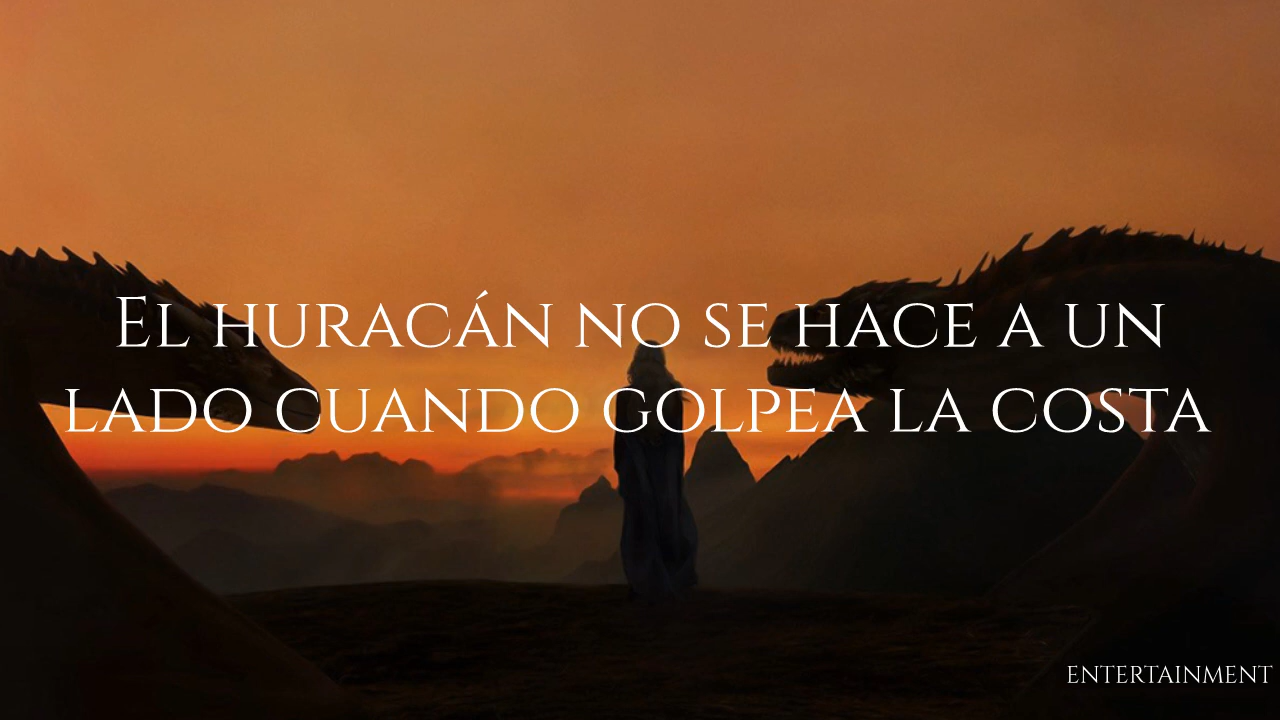 El huracán no se hace a un
lado cuando golpea la costa
ENTERTAINMENT